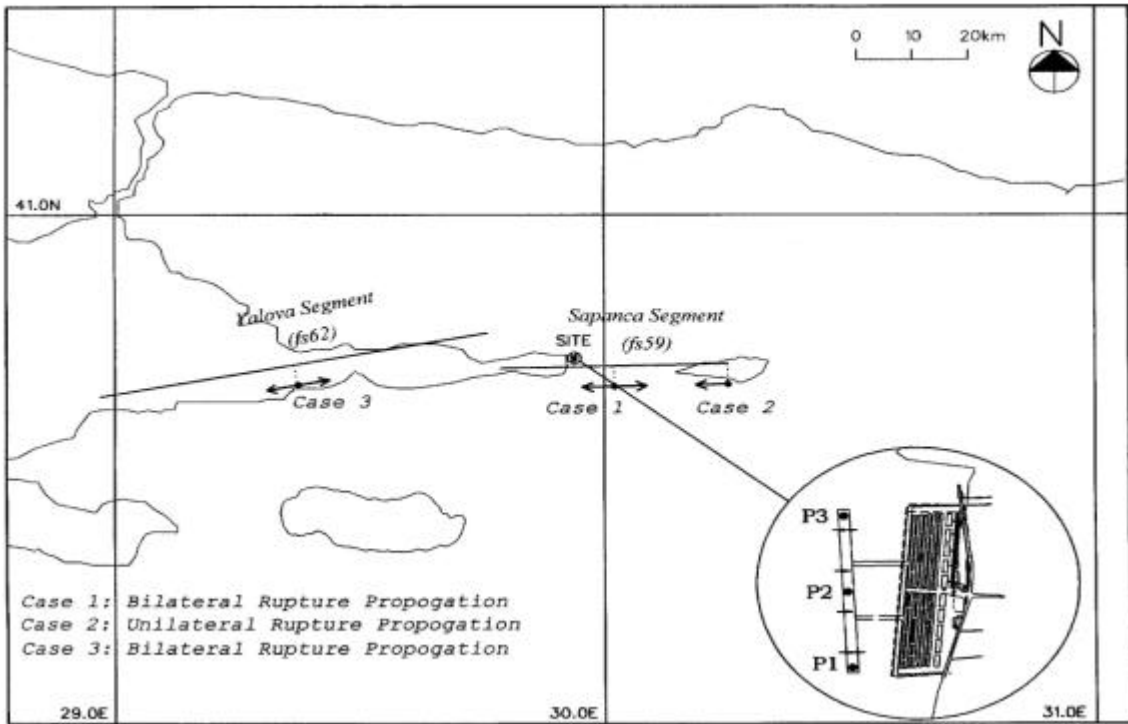 0 10 20km
N
41.0N
Yalova Segment
(fs62)
Sapanca Segment
(fs59)
SITE
Case 3
Case 1
Case 2
P3
P2
P1
Case 1: Bilateral Rupture Propogation
Case 2: Unilateral Rupture Propogation
Case 3: Bilateral Rupture Propogation
29.0E
30.0E
31.0E